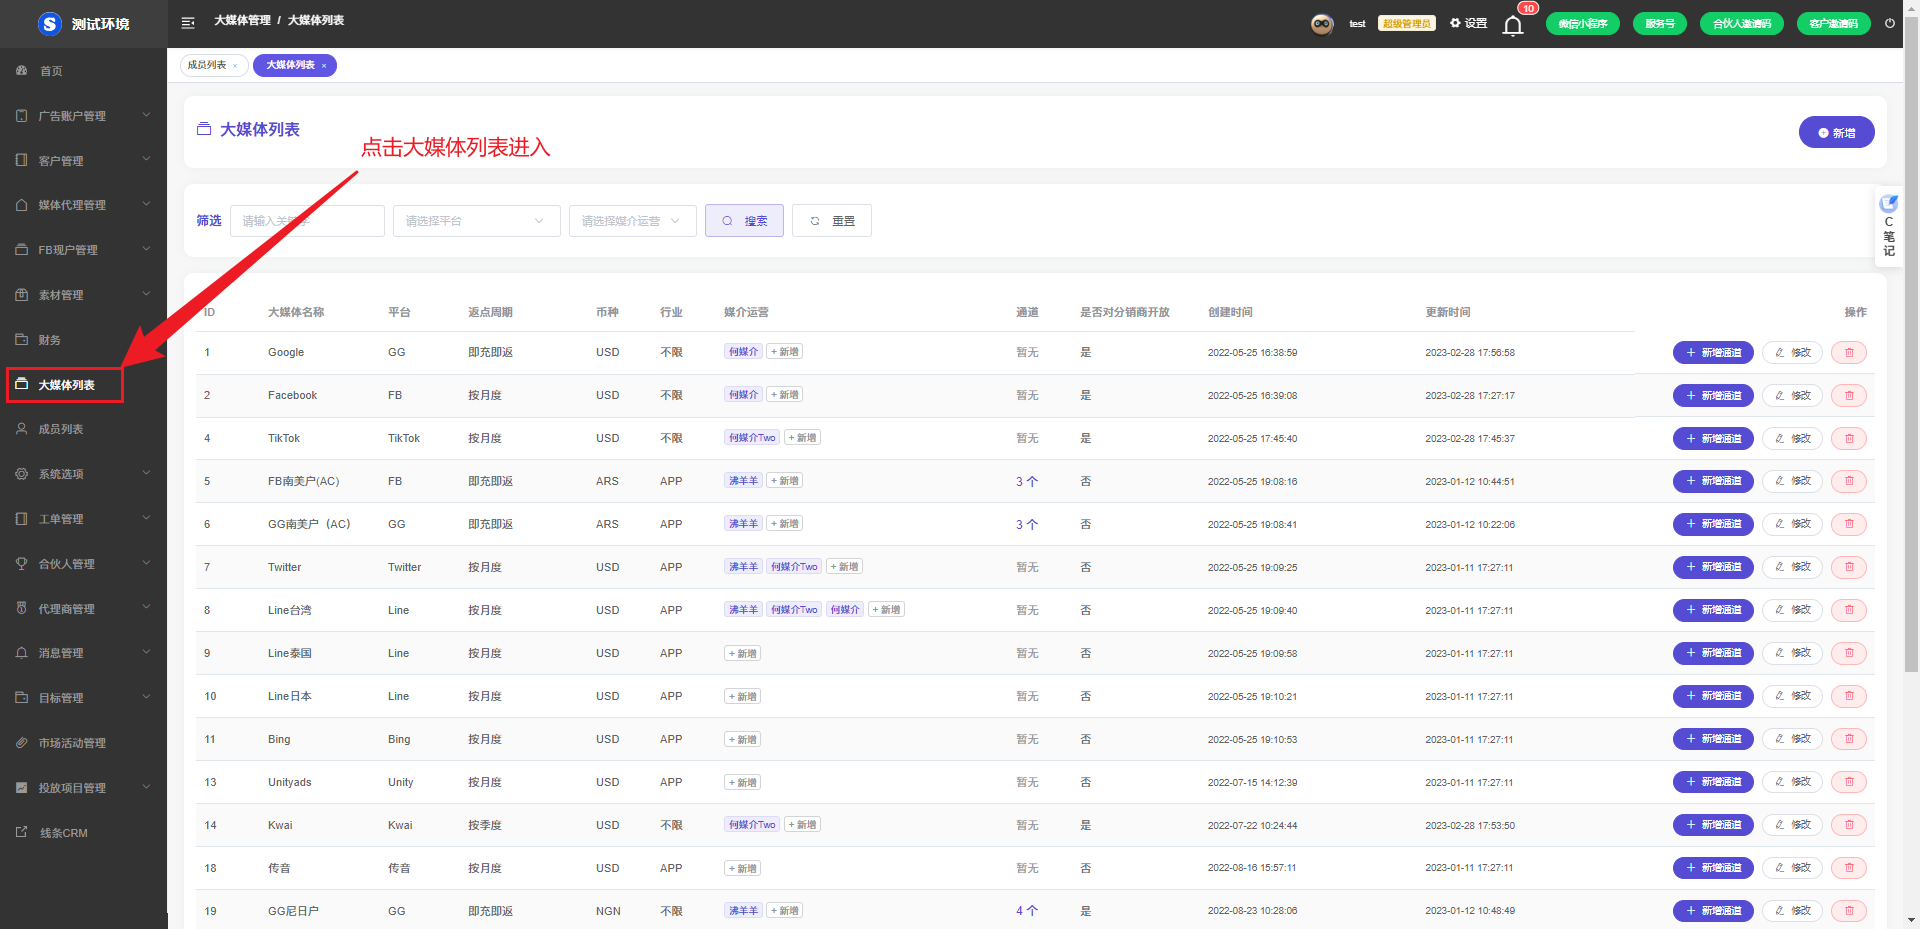 测试环境
大媒体管理 / 大媒体列表
test 超级管理员 设置 10 微信小程序 服务号 合伙人邀请码 客户邀请码
首页
广告账户管理
客户管理
媒体代理管理
FB现户管理
素材管理
财务
大媒体列表
成员列表
系统选项
工单管理
合伙人管理
代理商管理
消息管理
目标管理
市场活动管理
投放项目管理
线条CRM
成员列表 × 大媒体列表 ×
大媒体列表
新增
点击大媒体列表进入
筛选 请输入关 请选择平台 请选择媒介运营 搜索 重置
C
笔
记
ID 大媒体名称 平台 返点周期 币种 行业 媒介运营 通道 是否对分销商开放 创建时间 更新时间 操作
1 Google GG 即充即返 USD 不限 何媒介 + 新增 暂无 是 2022-05-25 16:38:59 2023-02-28 17:56:58 新增通道 修改
2 Facebook FB 按月度 USD 不限 何媒介 + 新增 暂无 是 2022-05-25 16:39:08 2023-02-28 17:27:17 新增通道 修改
4 TikTok TikTok 按月度 USD 不限 何媒介Two + 新增 暂无 是 2022-05-25 17:45:40 2023-02-28 17:45:37 新增通道 修改
5 FB南美户(AC) FB 即充即返 ARS APP 沸羊羊 + 新增 3 个 否 2022-05-25 19:08:16 2023-01-12 10:44:51 新增通道 修改
6 GG南美户（AC） GG 即充即返 ARS APP 沸羊羊 + 新增 3 个 否 2022-05-25 19:08:41 2023-01-12 10:22:06 新增通道 修改
7 Twitter Twitter 按月度 USD APP 沸羊羊 何媒介Two + 新增 暂无 否 2022-05-25 19:09:25 2023-01-11 17:27:11 新增通道 修改
8 Line台湾 Line 按月度 USD APP 沸羊羊 何媒介Two 何媒介 + 新增 暂无 否 2022-05-25 19:09:40 2023-01-11 17:27:11 新增通道 修改
9 Line泰国 Line 按月度 USD APP + 新增 暂无 否 2022-05-25 19:09:58 2023-01-11 17:27:11 新增通道 修改
10 Line日本 Line 按月度 USD APP + 新增 暂无 否 2022-05-25 19:10:21 2023-01-11 17:27:11 新增通道 修改
11 Bing Bing 按月度 USD APP + 新增 暂无 否 2022-05-25 19:10:53 2023-01-11 17:27:11 新增通道 修改
13 Unityads Unity 按月度 USD APP + 新增 暂无 否 2022-07-15 14:12:39 2023-01-11 17:27:11 新增通道 修改
14 Kwai Kwai 按季度 USD 不限 何媒介Two + 新增 暂无 是 2022-07-22 10:24:44 2023-02-28 17:53:50 新增通道 修改
18 传音 传音 按月度 USD APP + 新增 暂无 否 2022-08-16 15:57:11 2023-01-11 17:27:11 新增通道 修改
19 GG尼日户 GG 即充即返 NGN 不限 沸羊羊 + 新增 4 个 是 2022-08-23 10:28:06 2023-01-12 10:48:49 新增通道 修改